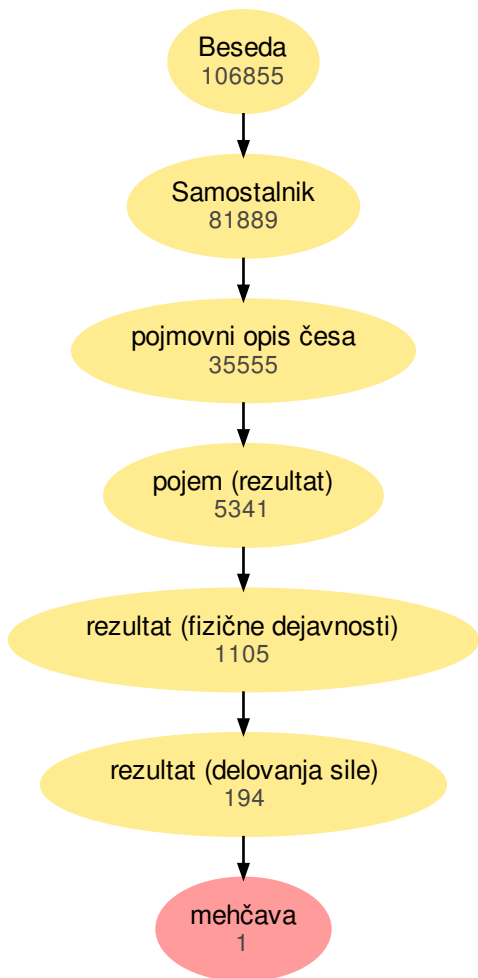 Beseda
106855
Samostalnik
81889
pojmovni opis česa
35555
pojem (rezultat)
5341
rezultat (fizične dejavnosti)
1105
rezultat (delovanja sile)
194
mehčava
1